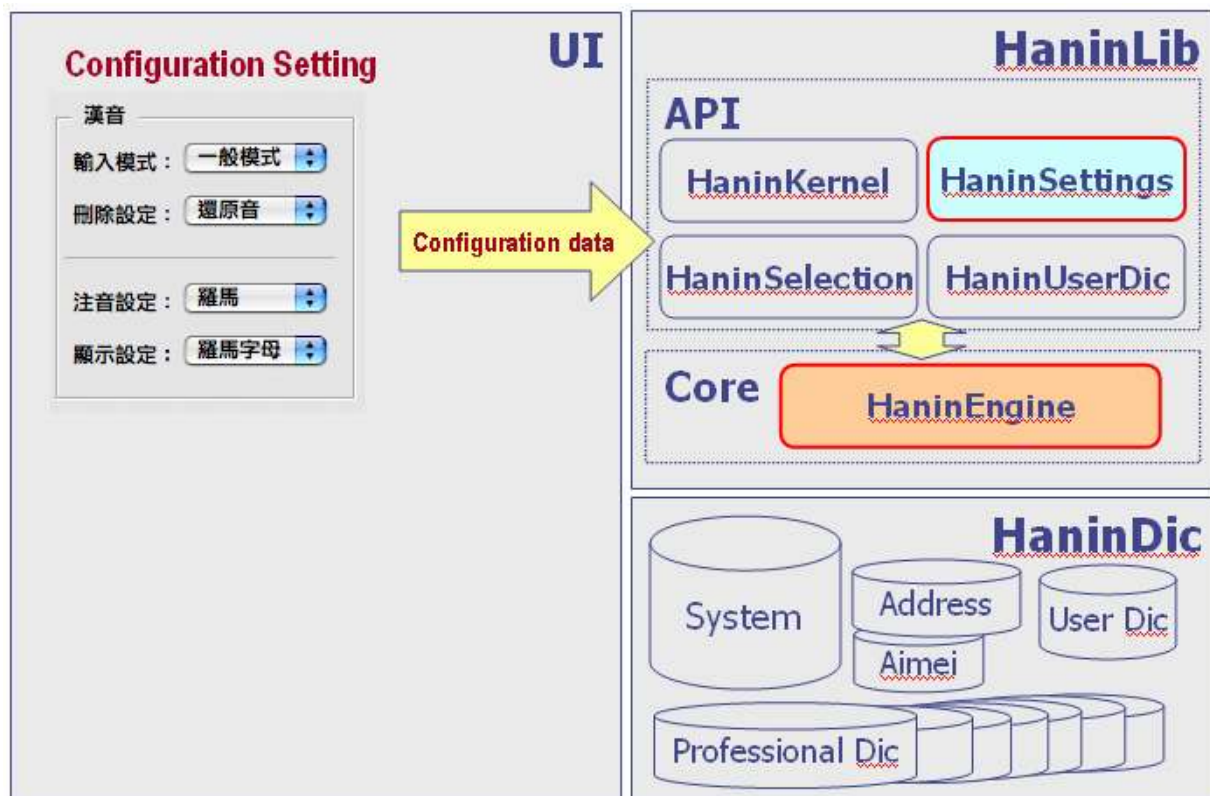 UI
Configuration Setting
漢音
輸入模式：一般模式
刪除設定：還原音
注音設定：羅馬
顯示設定：羅馬字母
Configuration data
HaninLib
API
HaninKernel
HaninSettings
HaninSelection
HaninUserDic
Core
HaninEngine
HaninDic
System
Address
Aimei
User Dic
Professional Dic